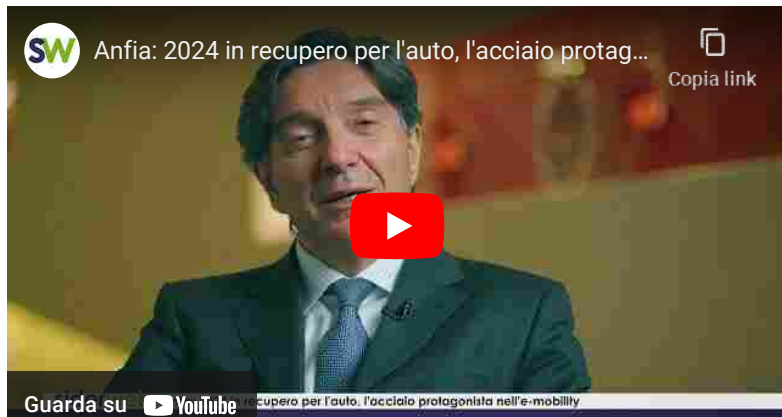 SW
Anfia: 2024 in recupero per l'auto, l'acciaio protag...
Copia link
Guarda su YouTube
in recupero per l'auto, l'acciaio protagonista nell'e-mobility